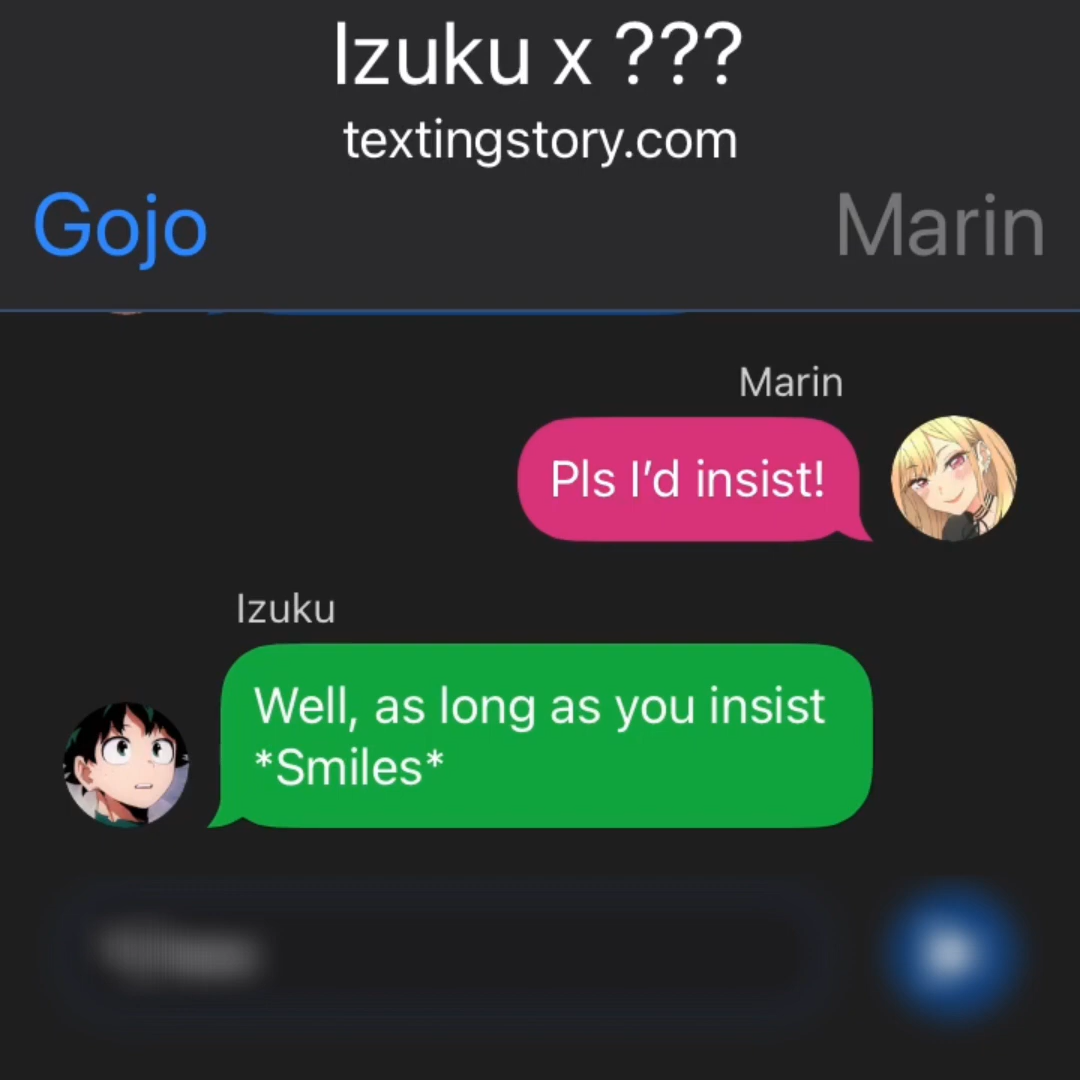 Izuku x ???
textingstory.com
Gojo
Marin
Marin
Pls I’d insist!
Izuku
Well, as long as you insist
*Smiles*